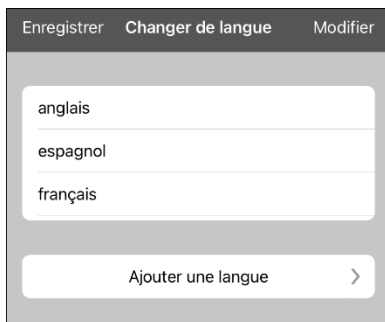 Enregistrer Changer de langue Modifier
anglais
espagnol
français
Ajouter une langue